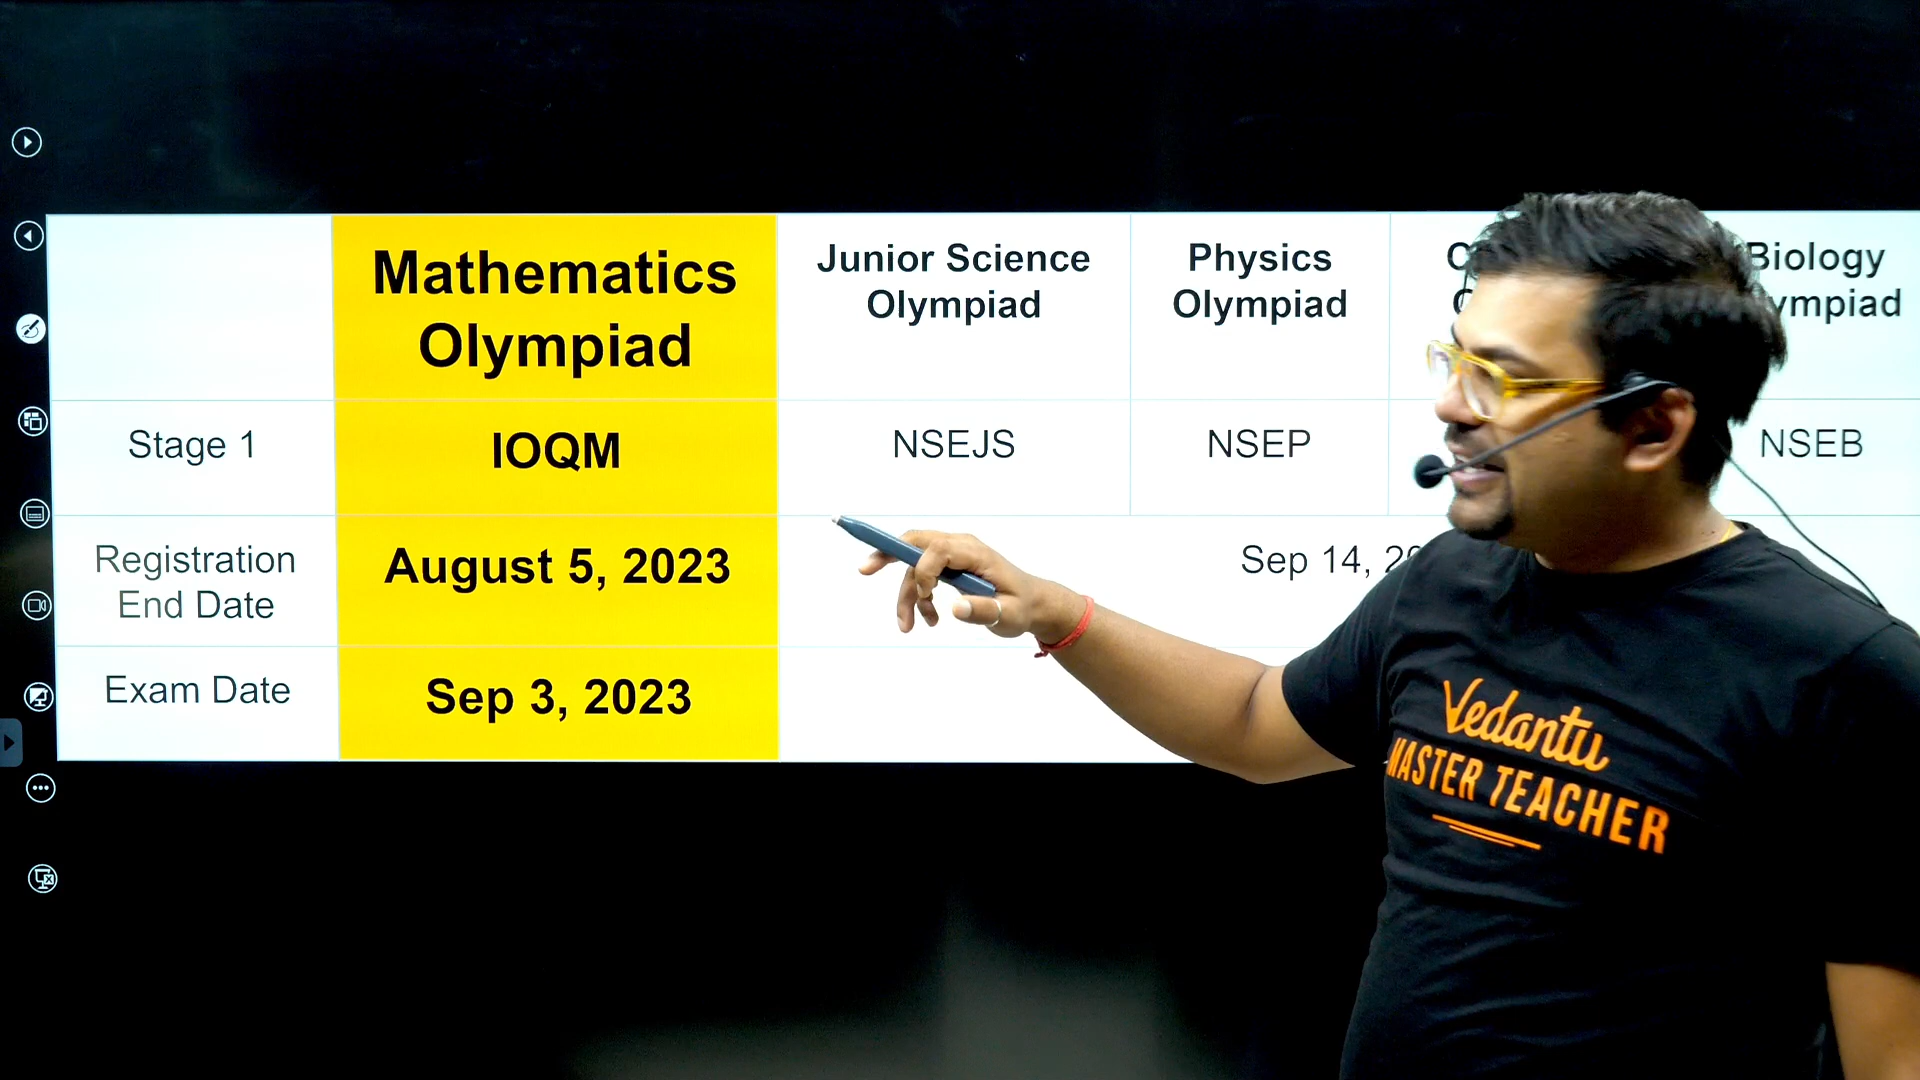 Mathematics
Olympiad
Junior Science
Olympiad
Physics
Olympiad
Biology
Stage 1
IOQM
NSEJS
NSEP
NSEB
Registration
End Date
August 5, 2023
Sep 14,
Exam Date
Sep 3, 2023
Vedantu
MASTER TEACHER